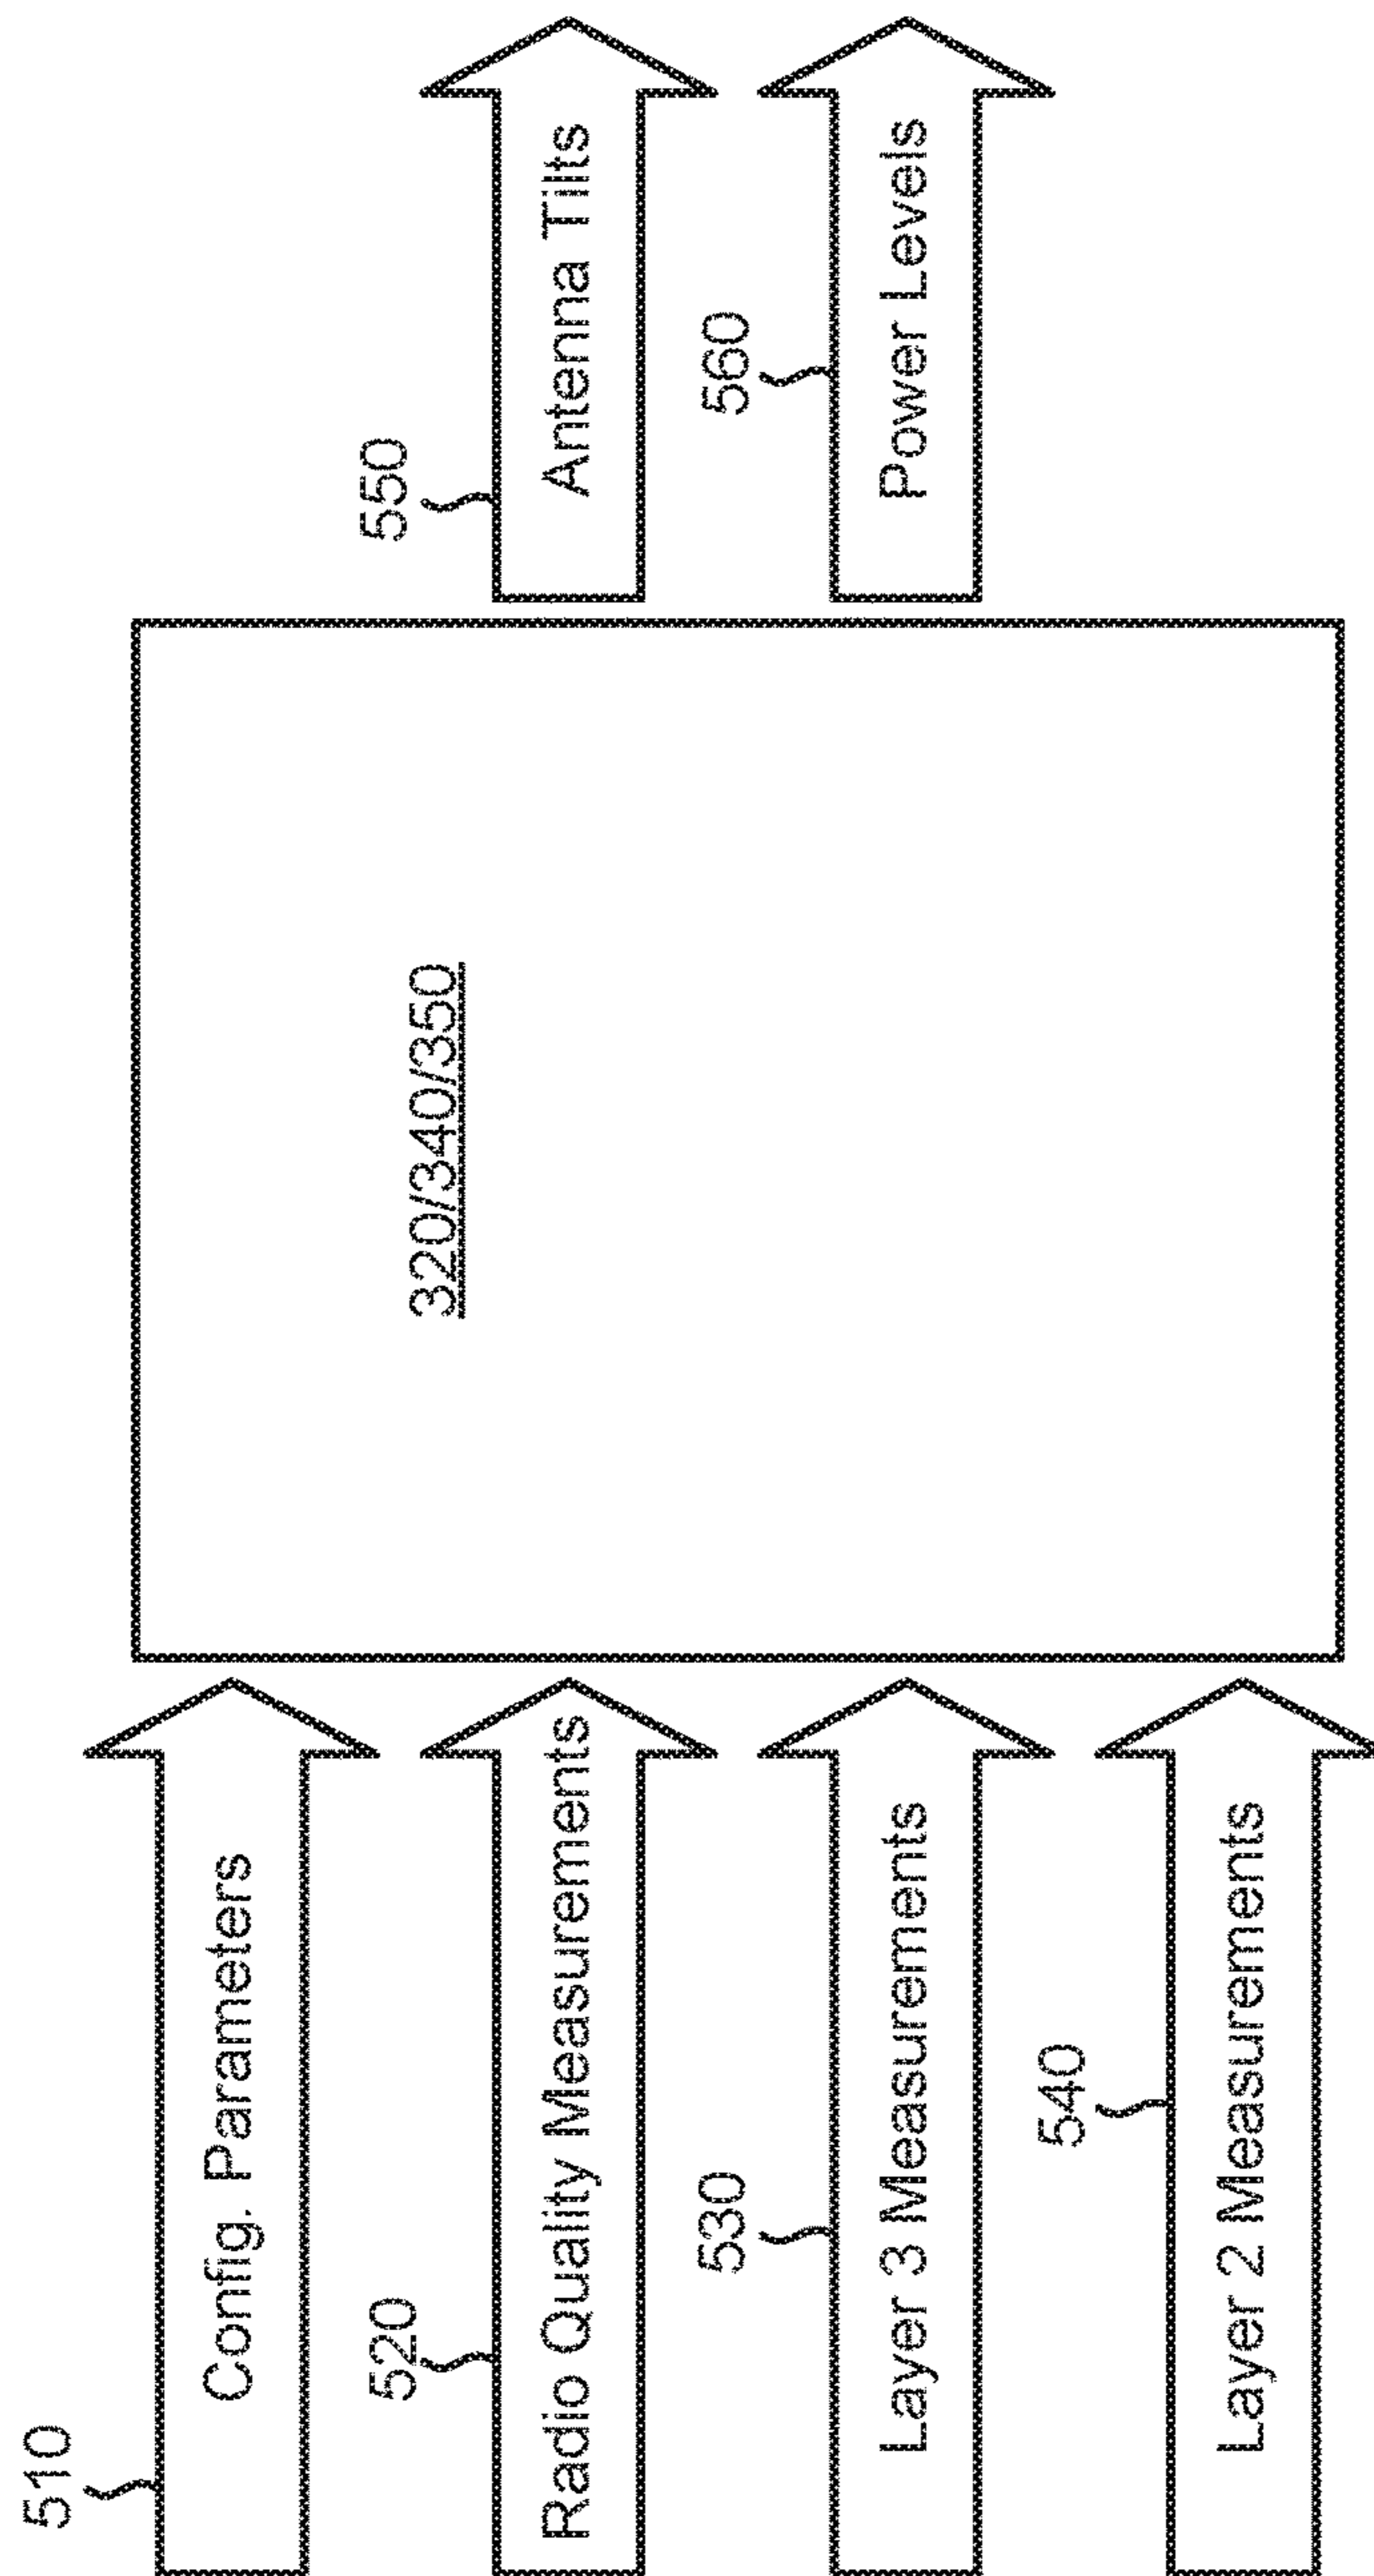 510
Config. Parameters
520
Radio Quality Measurements
530
Layer 3 Measurements
540
Layer 2 Measurements
320/340/350
550
Antenna Tilts
560
Power Levels